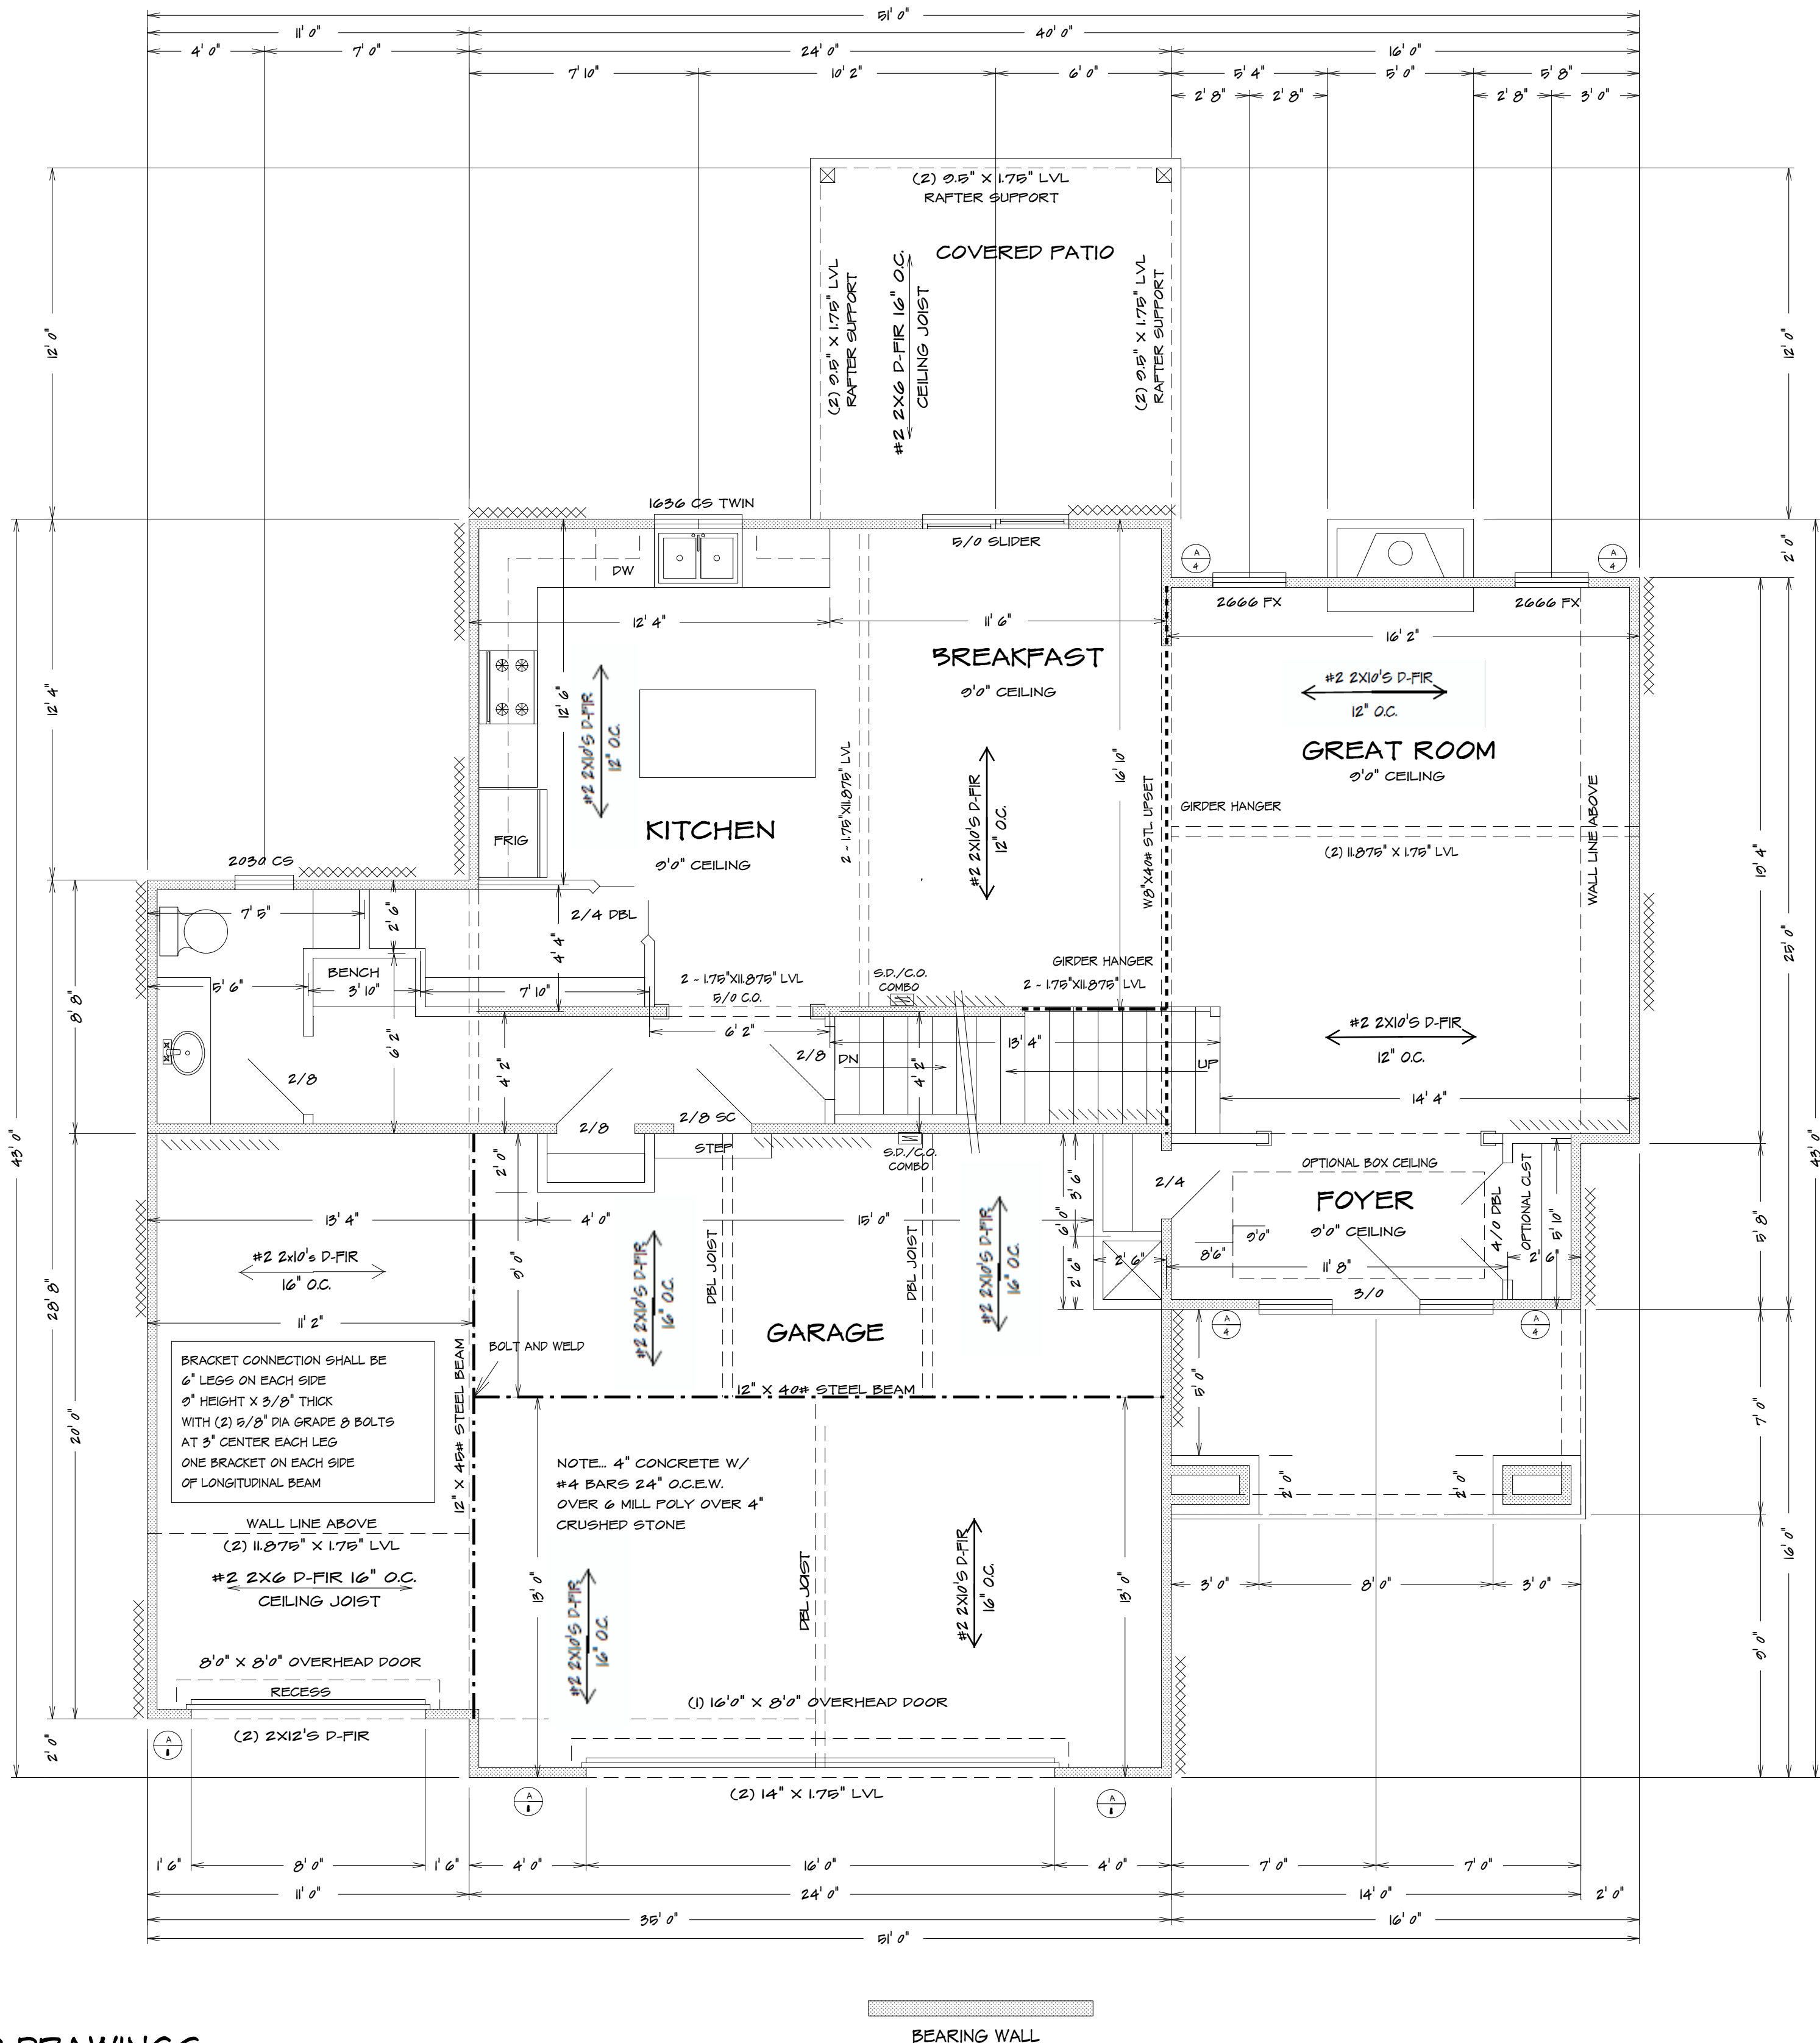 51' 0"
11' 0" 40' 0"
4' 0" 7' 0" 24' 0" 16' 0"
7' 10" 10' 2" 6' 0" 5' 4" 5' 0" 5' 8"
2' 8" 2' 8" 2' 8" 3' 0"
(2) 9.5" X 1.75" LVL
RAFTER SUPPORT
COVERED PATIO
(2) 9.5" X 1.75" LVL
RAFTER SUPPORT
#2 2X6 D-FIR 16" O.C.
CEILING JOIST
(2) 9.5" X 1.75" LVL
RAFTER SUPPORT
12' 0"
12' 0"
1636 CS TWIN
5/0 SLIDER
DW
A
4
A
4
2' 0"
2666 FX
2666 FX
12' 4"
11' 6"
16' 2"
BREAKFAST
9'0" CEILING
12' 6"
#2 2X10'S D-FIR
12" O.C.
12' 4"
#2 2X10'S D-FIR
12" O.C.
GREAT ROOM
9'0" CEILING
16' 10"
2 - 1.75"X11.875" LVL
#2 2X10'S D-FIR
12" O.C.
W8"X40# STL UPSET
GIRDER HANGER
(2) 11.875" X 1.75" LVL
WALL LINE ABOVE
KITCHEN
9'0" CEILING
FRIG
19' 4"
25' 0"
2030 CS
7' 5"
2' 6"
2/4 DBL
4' 4"
BENCH
3' 10"
5' 6"
7' 10"
8' 8"
2 - 1.75"X11.875" LVL
5/0 C.O.
S.D./C.O.
COMBO
GIRDER HANGER
2 - 1.75"X11.875" LVL
6' 2"
6' 2"
4' 2"
2/8
DN
4' 2"
13' 4"
UP
#2 2X10'S D-FIR
12" O.C.
14' 4"
2/8
2/8
2/8 SC
STEP
S.D./C.O.
COMBO
43' 0"
43' 0"
2' 0"
13' 4"
4' 0"
15' 0"
6' 0"
3' 6"
2' 6"
2' 6"
2/4
OPTIONAL BOX CEILING
FOYER
9'0" CEILING
9'0"
8'6"
11' 8"
4/0 DBL
OPTIONAL CLST
5' 10"
2' 6"
3/0
5' 8"
#2 2x10's D-FIR
16" O.C.
11' 2"
9' 0"
#2 2X10'S D-FIR
16" O.C.
DBL JOIST
DBL JOIST
#2 2X10'S D-FIR
16" O.C.
GARAGE
28' 8"
20' 0"
BRACKET CONNECTION SHALL BE
6" LEGS ON EACH SIDE
9" HEIGHT X 3/8" THICK
WITH (2) 5/8" DIA GRADE 8 BOLTS
AT 3" CENTER EACH LEG
ONE BRACKET ON EACH SIDE
OF LONGITUDINAL BEAM
12" X 45# STEEL BEAM
BOLT AND WELD
12" X 40# STEEL BEAM
A
4
A
4
5' 0"
7' 0"
2' 0"
2' 0"
NOTE... 4" CONCRETE W/
#4 BARS 24" O.C.E.W.
OVER 6 MILL POLY OVER 4"
CRUSHED STONE
WALL LINE ABOVE
(2) 11.875" X 1.75" LVL
#2 2X6 D-FIR 16" O.C.
CEILING JOIST
13' 0"
#2 2X10'S D-FIR
16" O.C.
DBL JOIST
#2 2X10'S D-FIR
16" O.C.
13' 0"
3' 0" 8' 0" 3' 0"
16' 0"
9' 0"
8'0" X 8'0" OVERHEAD DOOR
RECESS
(2) 2X12'S D-FIR
(1) 16'0" X 8'0" OVERHEAD DOOR
(2) 14" X 1.75" LVL
2' 0"
A
A
A
1' 6" 8' 0" 1' 6" 4' 0" 16' 0" 4' 0" 7' 0" 7' 0"
11' 0" 24' 0" 14' 0" 2' 0"
35' 0" 16' 0"
51' 0"
BEARING WALL